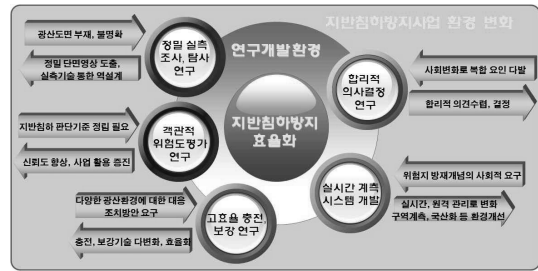 지반침하방지사업 환경 변화
연구개발환경
지반침하방지
효율화
정밀 실측
조사, 탐사
연구
광산도면 부재, 불명확
정밀 단면영상 도출,
실측기술 통한 역설계
객관적
위험도평가
연구
지반침하 판단기준 정립 필요
신뢰도 향상, 사업 활용 증진
고효율 충전,
보강 연구
다양한 광산환경에 대한 대응
조치방안 요구
충전, 보강기술 다변화, 효율화
합리적
의사결정
연구
사회변화로 복합 요인 다발
합리적 의견수렴, 결정
실시간 계측
시스템 개발
위험지 방재개념의 사회적 요구
실시간, 원격 관리로 변화
구역계측, 국산화 등 환경개선